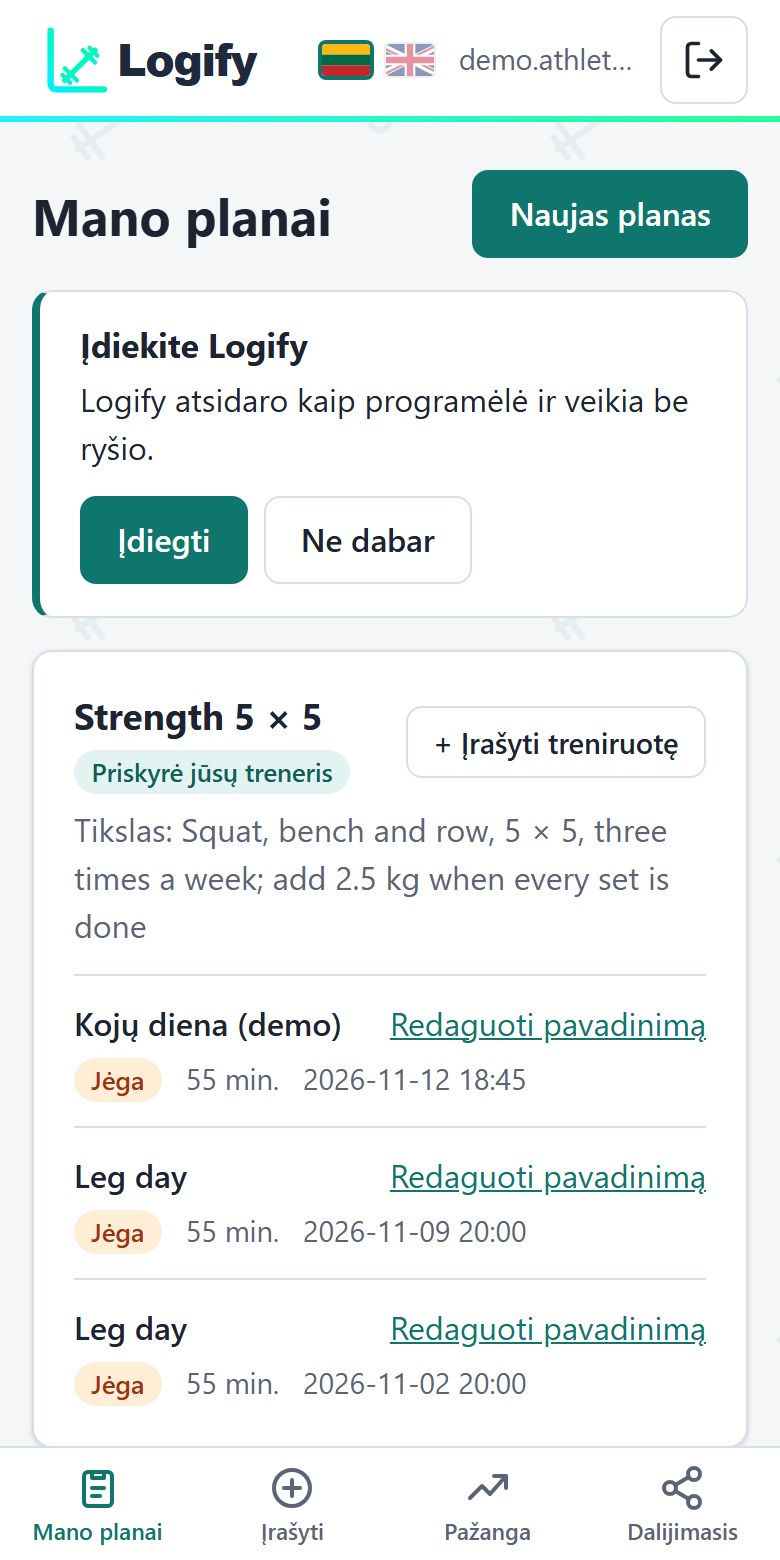 Logify
demo.athlet...
Mano planai
Naujas planas
Įdiekite Logify
Logify atsidaro kaip programėlė ir veikia be
ryšio.
Įdiegti
Ne dabar
Strength 5 × 5
Priskyrė jūsų treneris
+ Įrašyti treniruotę
Tikslas: Squat, bench and row, 5 × 5, three
times a week; add 2.5 kg when every set is
done
Kojų diena (demo)
Redaguoti pavadinimą
Jėga
55 min.
2026-11-12 18:45
Leg day
Redaguoti pavadinimą
Jėga
55 min.
2026-11-09 20:00
Leg day
Redaguoti pavadinimą
Jėga
55 min.
2026-11-02 20:00
Mano planai
Įrašyti
Pažanga
Dalijimasis